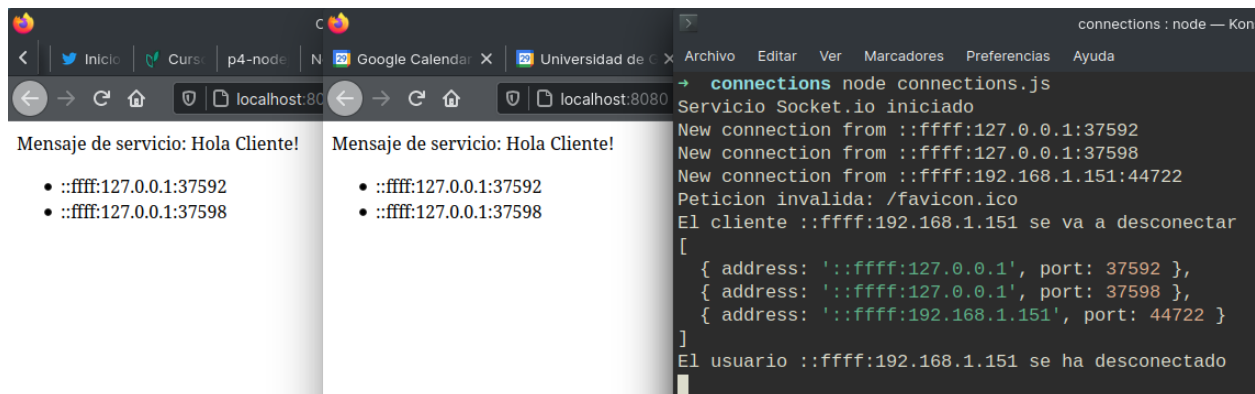 C
Inicio
Curso
p4-node
N
localhost:80
Mensaje de servicio: Hola Cliente!
::ffff:127.0.0.1:37592
::ffff:127.0.0.1:37598
Google Calendar
Universidad de G
localhost:8080
Mensaje de servicio: Hola Cliente!
::ffff:127.0.0.1:37592
::ffff:127.0.0.1:37598
connections : node — Kon
Archivo Editar Ver Marcadores Preferencias Ayuda
→ connections node connections.js
Servicio Socket.io iniciado
New connection from ::ffff:127.0.0.1:37592
New connection from ::ffff:127.0.0.1:37598
New connection from ::ffff:192.168.1.151:44722
Peticion invalida: /favicon.ico
El cliente ::ffff:192.168.1.151 se va a desconectar
[
{ address: '::ffff:127.0.0.1', port: 37592 },
{ address: '::ffff:127.0.0.1', port: 37598 },
{ address: '::ffff:192.168.1.151', port: 44722 }
]
El usuario ::ffff:192.168.1.151 se ha desconectado